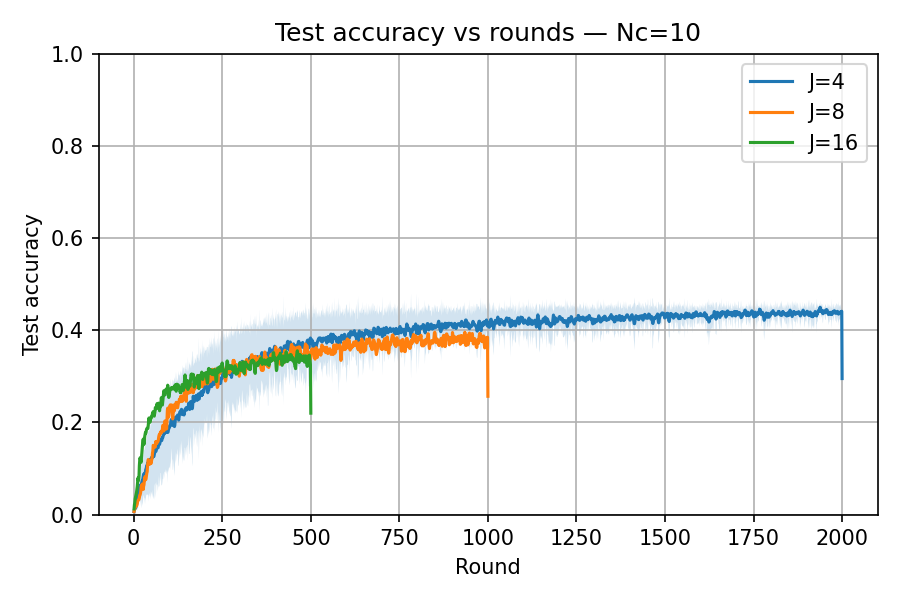 Test accuracy vs rounds — Nc=10
1.0
0.8
0.6
0.4
0.2
0.0
Test accuracy
J=4
J=8
J=16
0 250 500 750 1000 1250 1500 1750 2000
Round